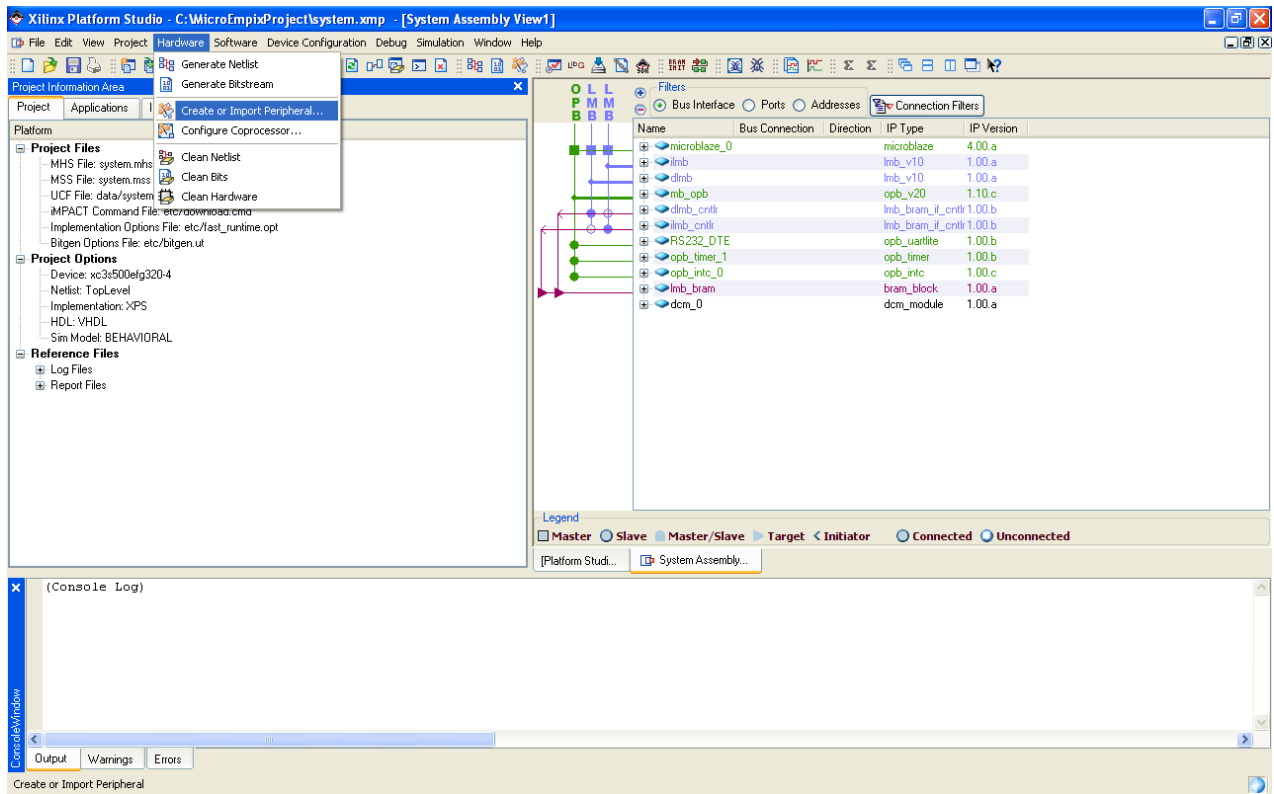 Xilinx Platform Studio - C:\MicroEmpixProject\system.xmp - [System Assembly View1]
File Edit View Project Hardware Software Device Configuration Debug Simulation Window Help
Generate Netlist
Generate Bitstream
Create or Import Peripheral...
Configure Coprocessor...
Clean Netlist
Clean Bits
Clean Hardware
Project Information Area
Project Applications
Platform
Project Files
MHS File: system.mhs
MSS File: system.mss
UCF File: data/system
iMPACT Command File: etc/download.cmd
Implementation Options File: etc/fast_runtime.opt
Bitgen Options File: etc/bitgen.ut
Project Options
Device: xc3s500efg320-4
Netlist: TopLevel
Implementation: XPS
HDL: VHDL
Sim Model: BEHAVIORAL
Reference Files
Log Files
Report Files
O L L
P M M
B B B
Filters
Bus Interface Ports Addresses Connection Filters
Name Bus Connection Direction IP Type IP Version
microblaze_0 microblaze 4.00.a
ilmb lmb_v10 1.00.a
dlmb lmb_v10 1.00.a
mb_opb opb_v20 1.10.c
dlmb_cntlr lmb_bram_if_cntlr 1.00.b
ilmb_cntlr lmb_bram_if_cntlr 1.00.b
RS232_DTE opb_uartlite 1.00.b
opb_timer_1 opb_timer 1.00.b
opb_intc_0 opb_intc 1.00.c
lmb_bram bram_block 1.00.a
dcm_0 dcm_module 1.00.a
Legend
Master Slave Master/Slave Target Initiator Connected Unconnected
[Platform Studi... System Assembly...
(Console Log)
ConsoleWindow
Output Warnings Errors
Create or Import Peripheral